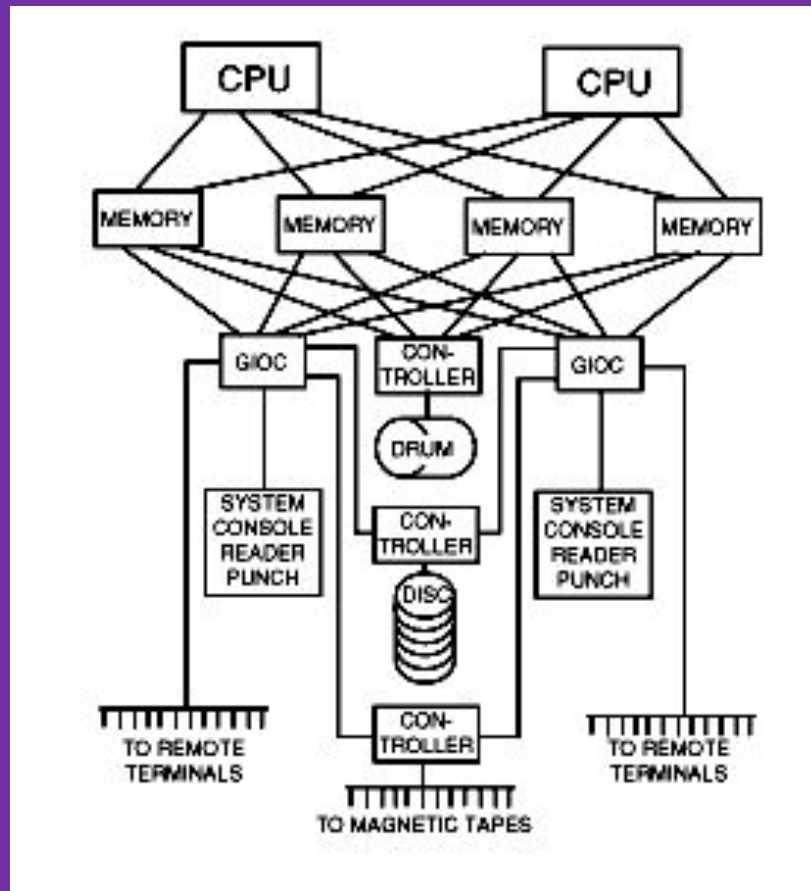 CPU
CPU
MEMORY
MEMORY
MEMORY
MEMORY
GIOC
CON-
TROLLER
GIOC
DRUM
SYSTEM
CONSOLE
READER
PUNCH
CON-
TROLLER
SYSTEM
CONSOLE
READER
PUNCH
DISC
CON-
TROLLER
TO REMOTE
TERMINALS
TO REMOTE
TERMINALS
TO MAGNETIC TAPES